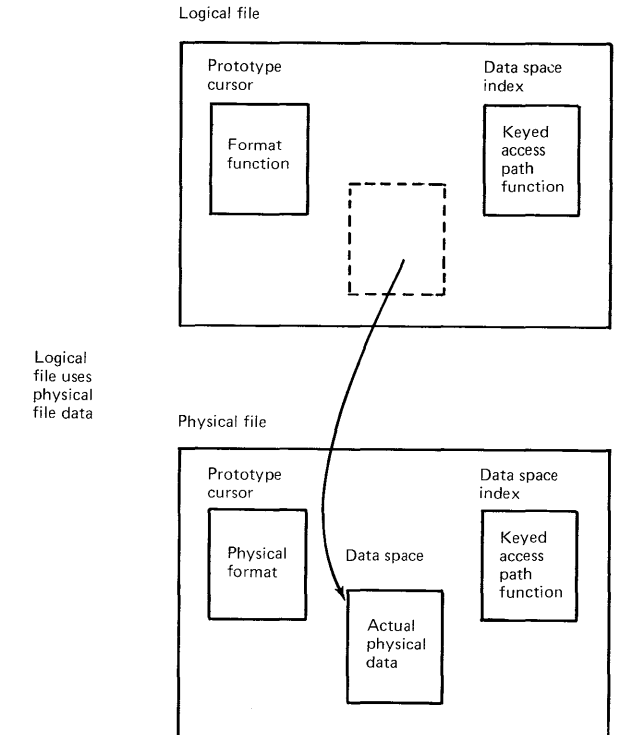 Logical file
Prototype
cursor
Data space
index
Format
function
Keyed
access
path
function
Logical
file uses
physical
file data
Physical file
Prototype
cursor
Data space
index
Physical
format
Data space
Keyed
access
path
function
Actual
physical
data